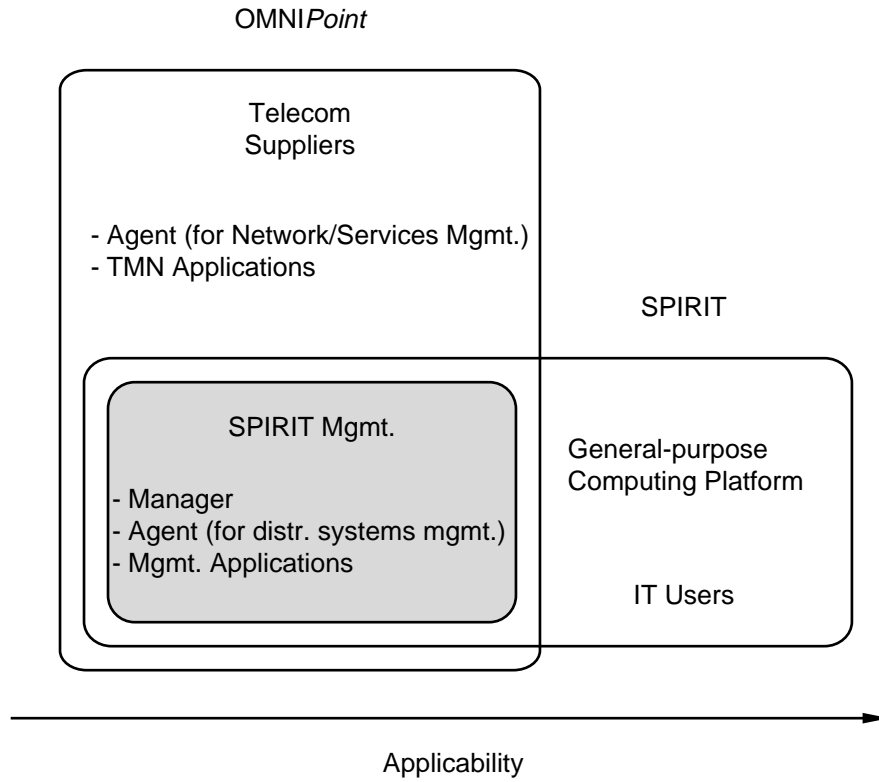 OMNIPoint
Telecom
Suppliers
- Agent (for Network/Services Mgmt.)
- TMN Applications
SPIRIT
SPIRIT Mgmt.
- Manager
- Agent (for distr. systems mgmt.)
- Mgmt. Applications
General-purpose
Computing Platform
IT Users
Applicability